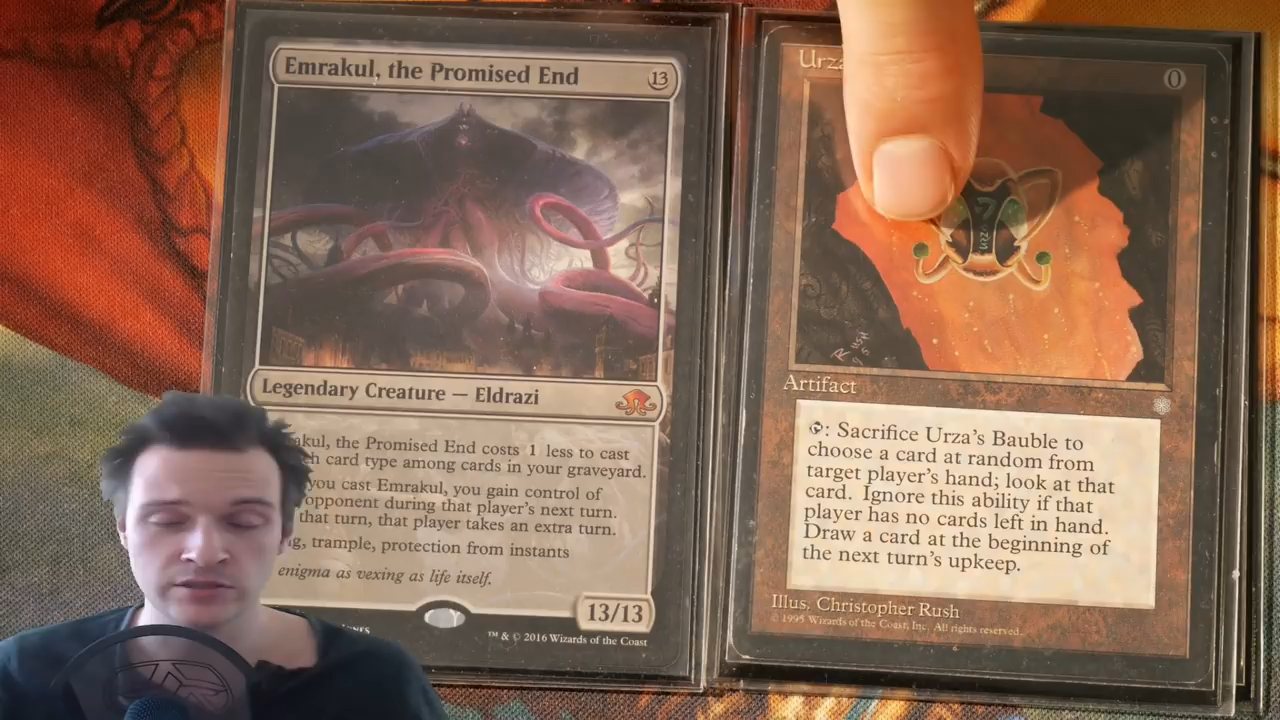 Emrakul, the Promised End
13
Legendary Creature — Eldrazi
akul, the Promised End costs 1 less to cast
ch card type among cards in your graveyard.
you cast Emrakul, you gain control of
opponent during that player's next turn.
that turn, that player takes an extra turn.
g, trample, protection from instants
enigma as vexing as life itself.
13/13
™ & © 2016 Wizards of the Coast
Urza
0
URZA
RUSH
95
Artifact
: Sacrifice Urza's Bauble to
choose a card at random from
target player's hand; look at that
card. Ignore this ability if that
player has no cards left in hand.
Draw a card at the beginning of
the next turn's upkeep.
Illus. Christopher Rush
© 1995 Wizards of the Coast, Inc. All rights reserved.